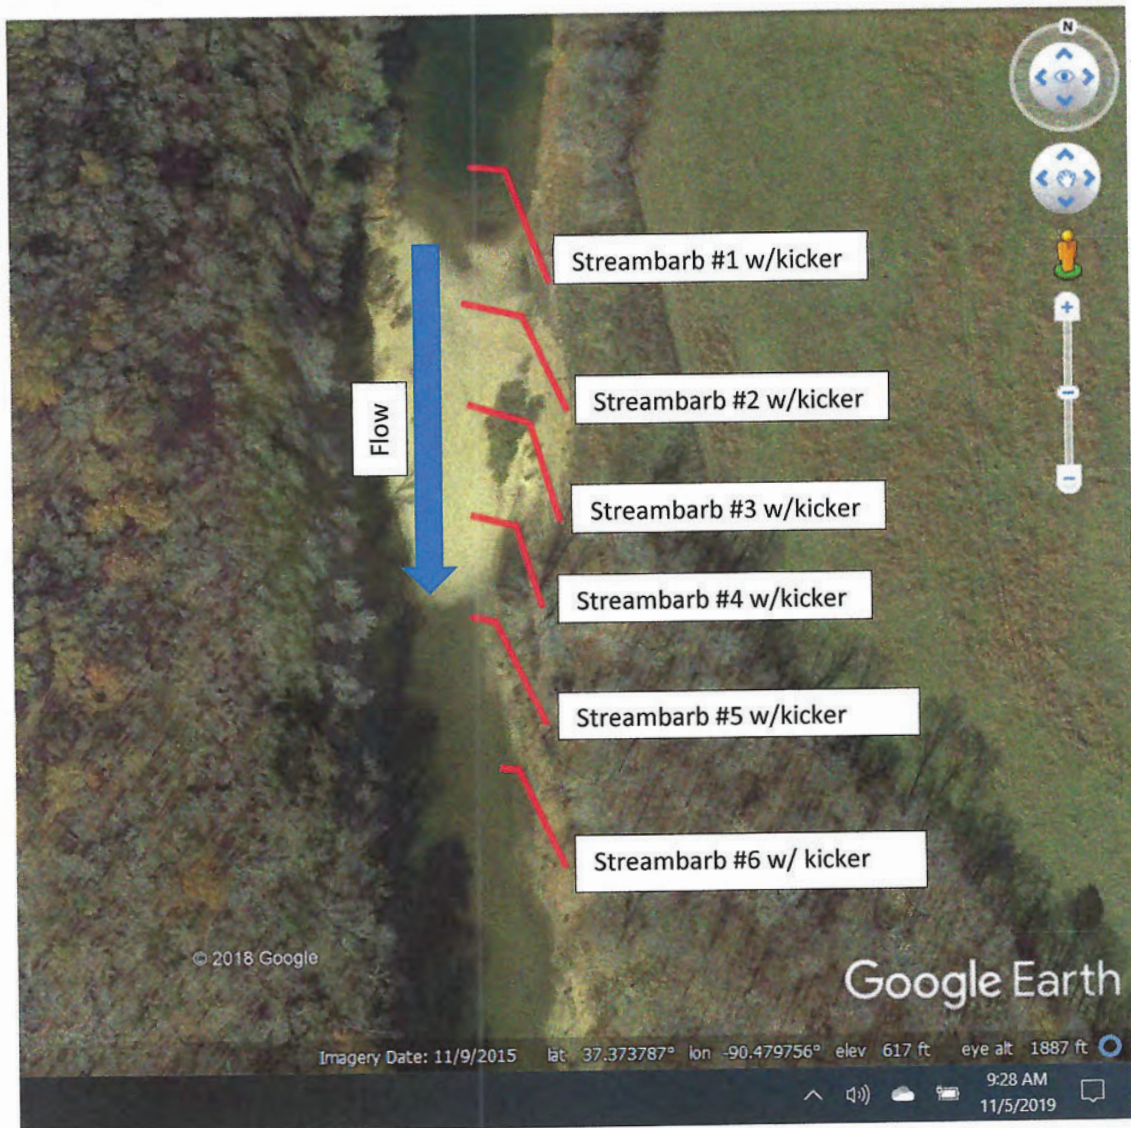 N
Streambarb #1 w/kicker
Streambarb #2 w/kicker
Flow
Streambarb #3 w/kicker
Streambarb #4 w/kicker
Streambarb #5 w/kicker
Streambarb #6 w/ kicker
© 2018 Google
Google Earth
Imagery Date: 11/9/2015 lat 37.373787° lon -90.479756° elev 617 ft eye alt 1887 ft
9:28 AM
11/5/2019